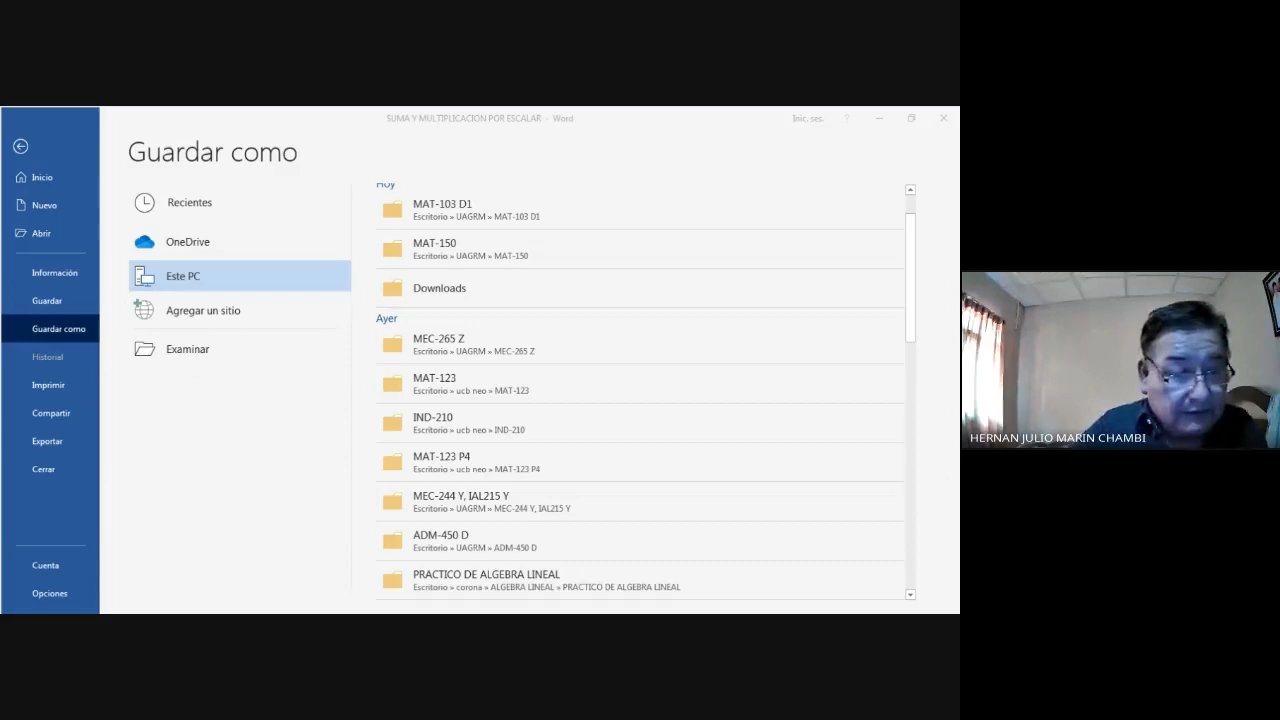 SUMA Y MULTIPLICACION POR ESCALAR - Word
Inic. ses.
?
Guardar como
Inicio
Nuevo
Abrir
Información
Guardar
Guardar como
Historial
Imprimir
Compartir
Exportar
Cerrar
Cuenta
Opciones
Recientes
OneDrive
Este PC
Agregar un sitio
Examinar
Hoy
MAT-103 D1
Escritorio » UAGRM » MAT-103 D1
MAT-150
Escritorio » UAGRM » MAT-150
Downloads
Ayer
MEC-265 Z
Escritorio » UAGRM » MEC-265 Z
MAT-123
Escritorio » ucb neo » MAT-123
IND-210
Escritorio » ucb neo » IND-210
MAT-123 P4
Escritorio » ucb neo » MAT-123 P4
MEC-244 Y, IAL215 Y
Escritorio » UAGRM » MEC-244 Y, IAL215 Y
ADM-450 D
Escritorio » UAGRM » ADM-450 D
PRACTICO DE ALGEBRA LINEAL
Escritorio » corona » ALGEBRA LINEAL » PRACTICO DE ALGEBRA LINEAL
HERNAN JULIO MARIN CHAMBI